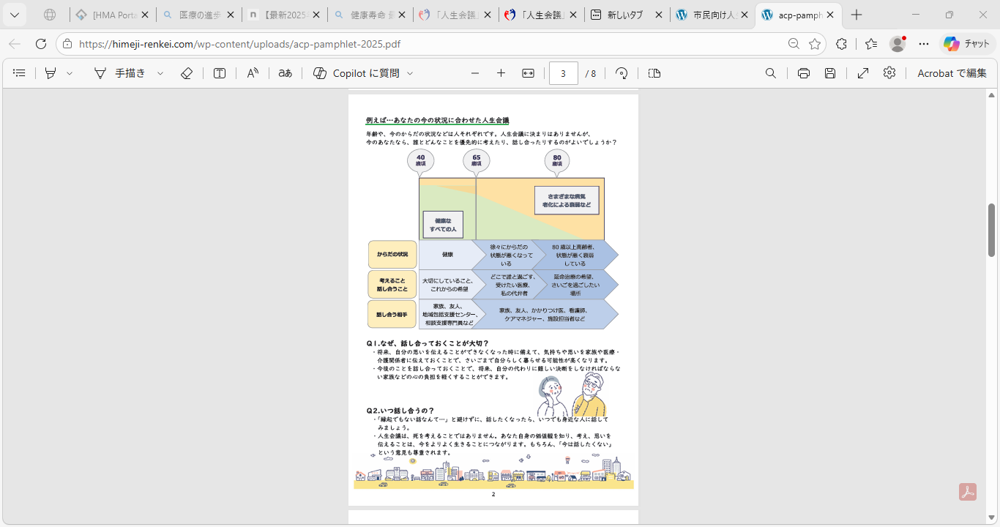 [HMA Porta
医療の進歩
【最新2025
健康寿命 最
「人生会議」
「人生会議」
新しいタブ
市民向け人
acp-pamph
https://himeji-renkei.com/wp-content/uploads/acp-pamphlet-2025.pdf
チャット
手描き
Copilot に質問
3 / 8
Acrobat で編集
例えば…あなたの今の状況に合わせた人生会議
年齢や、今のからだの状況などは人それぞれです。人生会議に決まりはありませんが、
今のあなたなら、誰とどんなことを優先的に考えたり、話し合ったりするのがよいでしょうか？
40 65 80
歳頃 歳頃 歳頃
さまざまな病気
老化による衰弱など
健康な
すべての人
からだの状況
健康
徐々にからだの
状態が悪くなって
いる
80 歳以上高齢者、
状態が悪く衰弱
している
考えること
話し合うこと
大切にしていること、
これからの希望
どこで誰と過ごす、
受けたい医療、
私の代弁者
延命治療の希望、
さいごを過ごしたい
場所
話し合う相手
家族、友人、
地域包括支援センター、
相談支援専門員など
家族、友人、かかりつけ医、看護師、
ケアマネジャー、施設担当者など
Q1.なぜ、話し合っておくことが大切？
・将来、自分の思いを伝えることができなくなった時に備えて、気持ちや思いを家族や医療・
介護関係者に伝えておくことで、さいごまで自分らしく暮らせる可能性が高くなります。
・今後のことを話し合っておくことで、将来、自分の代わりに難しい決断をしなければならな
い家族などの心の負担を軽くすることができます。
Q2.いつ話し合うの？
・「縁起でもない話なんて…」と避けずに、話したくなったら、いつでも身近な人に話して
みましょう。
・人生会議は、死を考えることではありません。あなた自身の価値観を知り、考え、思いを
伝えることは、今をよりよく生きることにつながります。もちろん、「今は話したくない」
という意見も尊重されます。
2